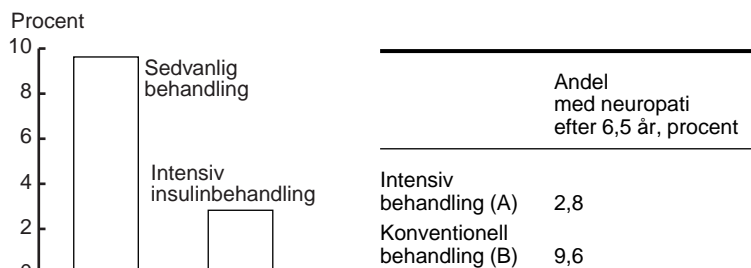 Procent
10
8
6
4
2
0
Sedvanlig
behandling
Intensiv
insulinbehandling
Andel
med neuropati
efter 6,5 år, procent
Intensiv
behandling (A) 2,8
Konventionell
behandling (B) 9,6